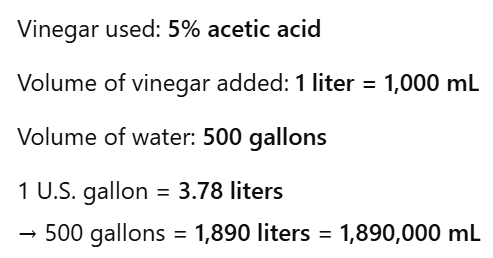 Vinegar used: 5% acetic acid
Volume of vinegar added: 1 liter = 1,000 mL
Volume of water: 500 gallons
1 U.S. gallon = 3.78 liters
→ 500 gallons = 1,890 liters = 1,890,000 mL